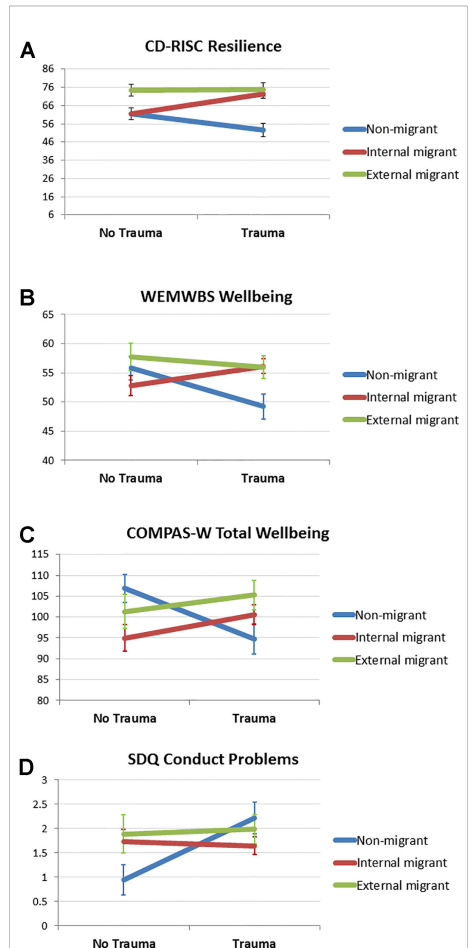 A
CD-RISC Resilience
86
76
66
56
46
36
26
16
6
No Trauma Trauma
Non-migrant
Internal migrant
External migrant
B
WEMWBS Wellbeing
65
60
55
50
45
40
No Trauma Trauma
Non-migrant
Internal migrant
External migrant
C
COMPAS-W Total Wellbeing
115
110
105
100
95
90
85
80
No Trauma Trauma
Non-migrant
Internal migrant
External migrant
D
SDQ Conduct Problems
3
2.5
2
1.5
1
0.5
0
No Trauma Trauma
Non-migrant
Internal migrant
External migrant